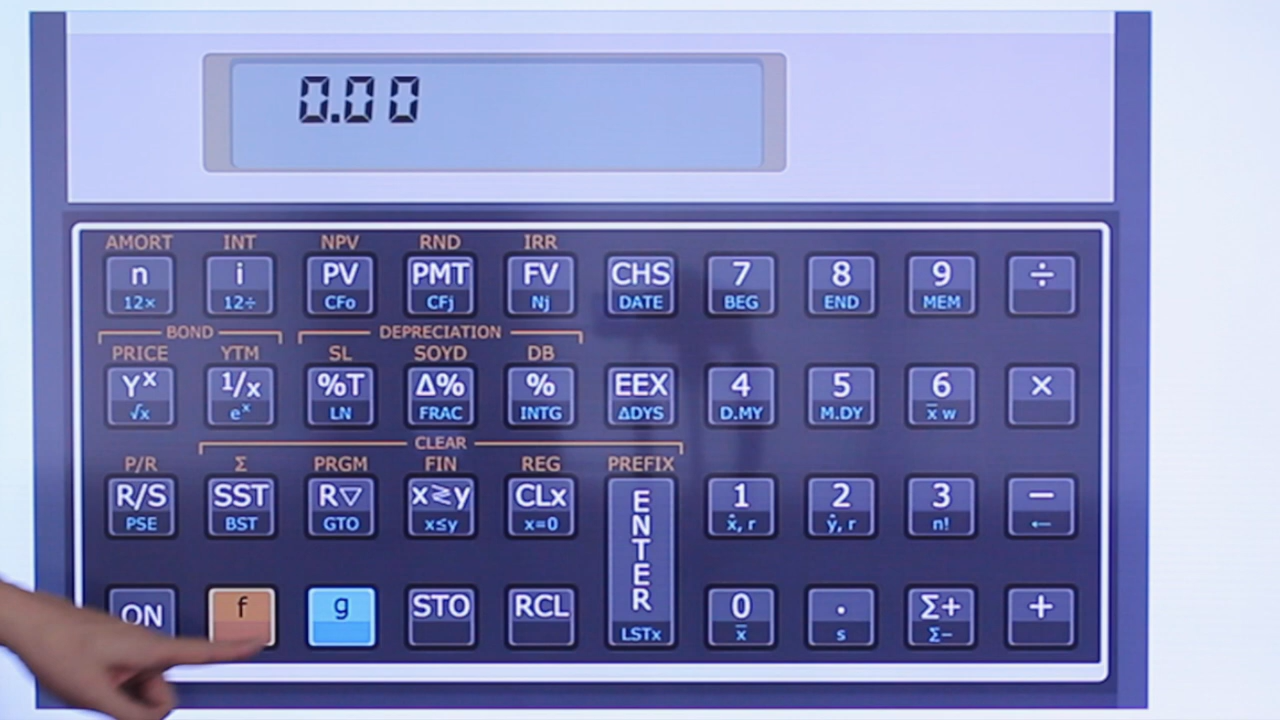 0.00
AMORT INT NPV RND IRR
n i PV PMT FV CHS 7 8 9 ÷
12× 12÷ CFo CFj Nj DATE BEG END MEM
BOND DEPRECIATION
PRICE YTM SL SOYD DB
Yˣ 1/x %T Δ% % EEX 4 5 6 ×
√x eˣ LN FRAC INTG ΔDYS D.MY M.DY x̅ w
CLEAR
P/R Σ PRGM FIN REG PREFIX
R/S SST R▽ x≷y CLx ENTER 1 2 3 −
PSE BST GTO x≤y x=0 x̂, r ŷ, r n! ←
ON f g STO RCL 0 . Σ+ +
LSTx x̅ s Σ−